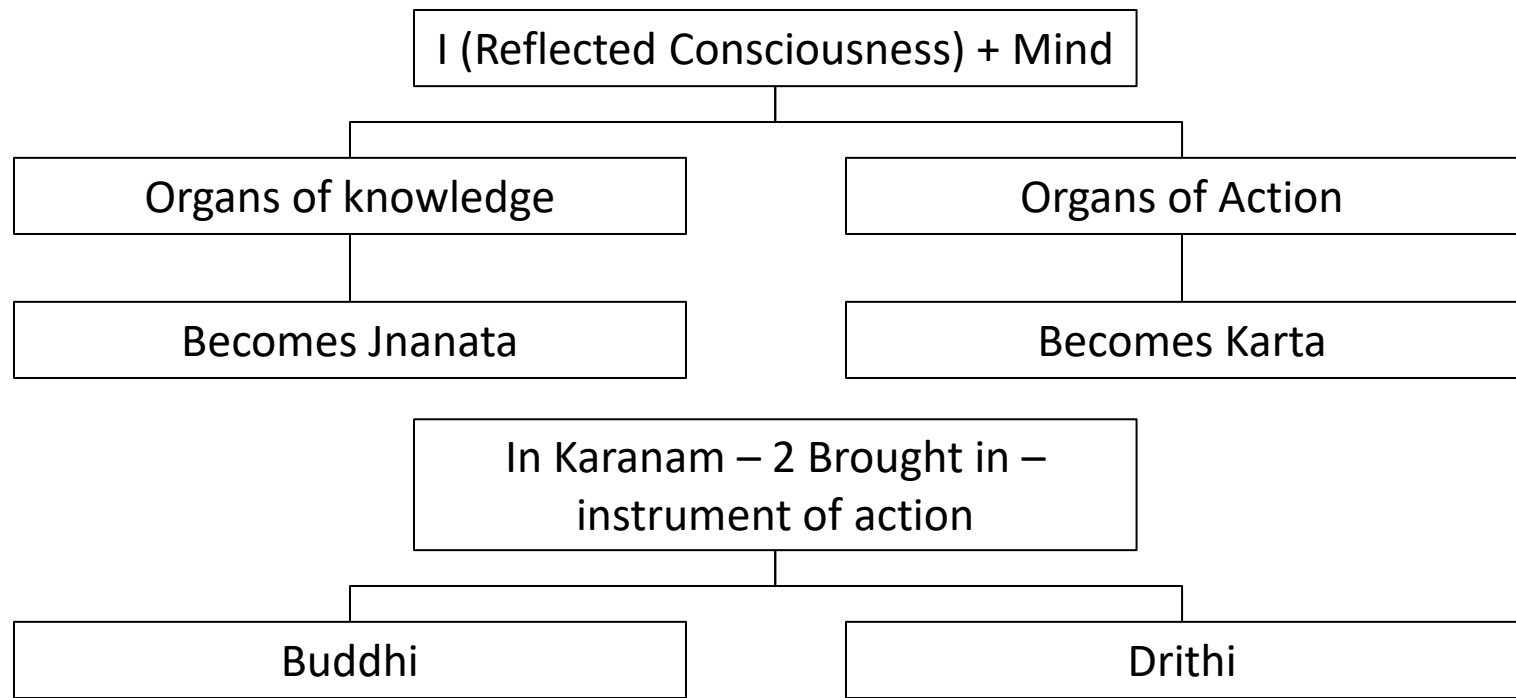 I (Reflected Consciousness) + Mind
Organs of knowledge
Organs of Action
Becomes Jnanata
Becomes Karta
In Karanam – 2 Brought in –
instrument of action
Buddhi
Drithi